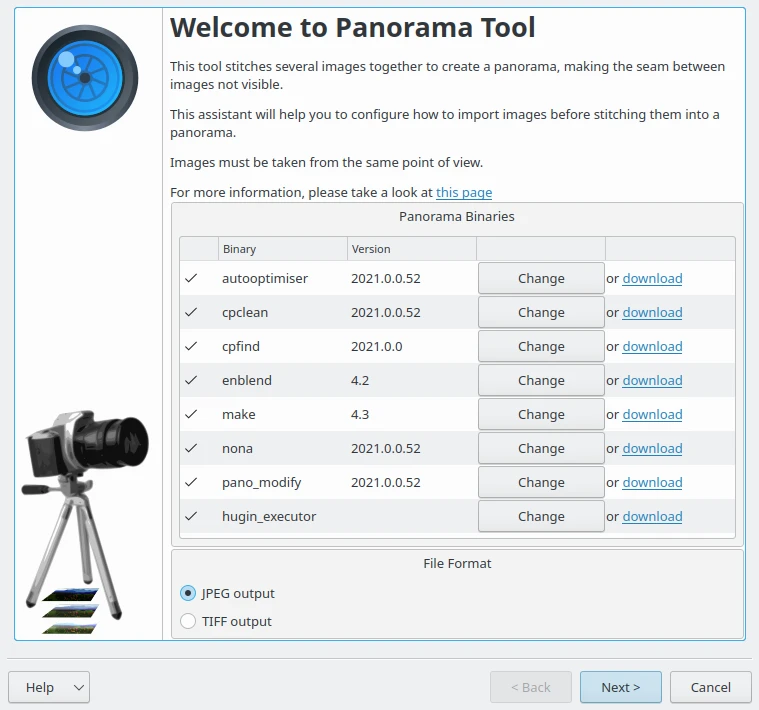 Welcome to Panorama Tool
This tool stitches several images together to create a panorama, making the seam between
images not visible.
This assistant will help you to configure how to import images before stitching them into a
panorama.
Images must be taken from the same point of view.
For more information, please take a look at this page
Panorama Binaries
Binary Version
autooptimiser 2021.0.0.52 Change or download
cpclean 2021.0.0.52 Change or download
cpfind 2021.0.0 Change or download
enblend 4.2 Change or download
make 4.3 Change or download
nona 2021.0.0.52 Change or download
pano_modify 2021.0.0.52 Change or download
hugin_executor Change or download
File Format
JPEG output
TIFF output
Help < Back Next > Cancel